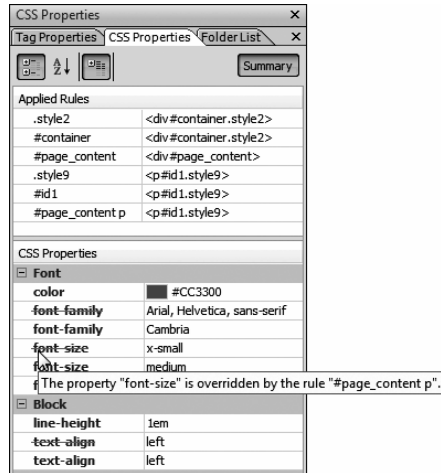 CSS Properties
Tag Properties CSS Properties Folder List
Summary
Applied Rules
.style2 <div#container.style2>
#container <div#container.style2>
#page_content <div#page_content>
.style9 <p#id1.style9>
#id1 <p#id1.style9>
#page_content p <p#id1.style9>
CSS Properties
Font
color #CC3300
font-family Arial, Helvetica, sans-serif
font-family Cambria
font-size x-small
font-size medium
The property "font-size" is overridden by the rule "#page_content p".
Block
line-height 1em
text-align left
text-align left